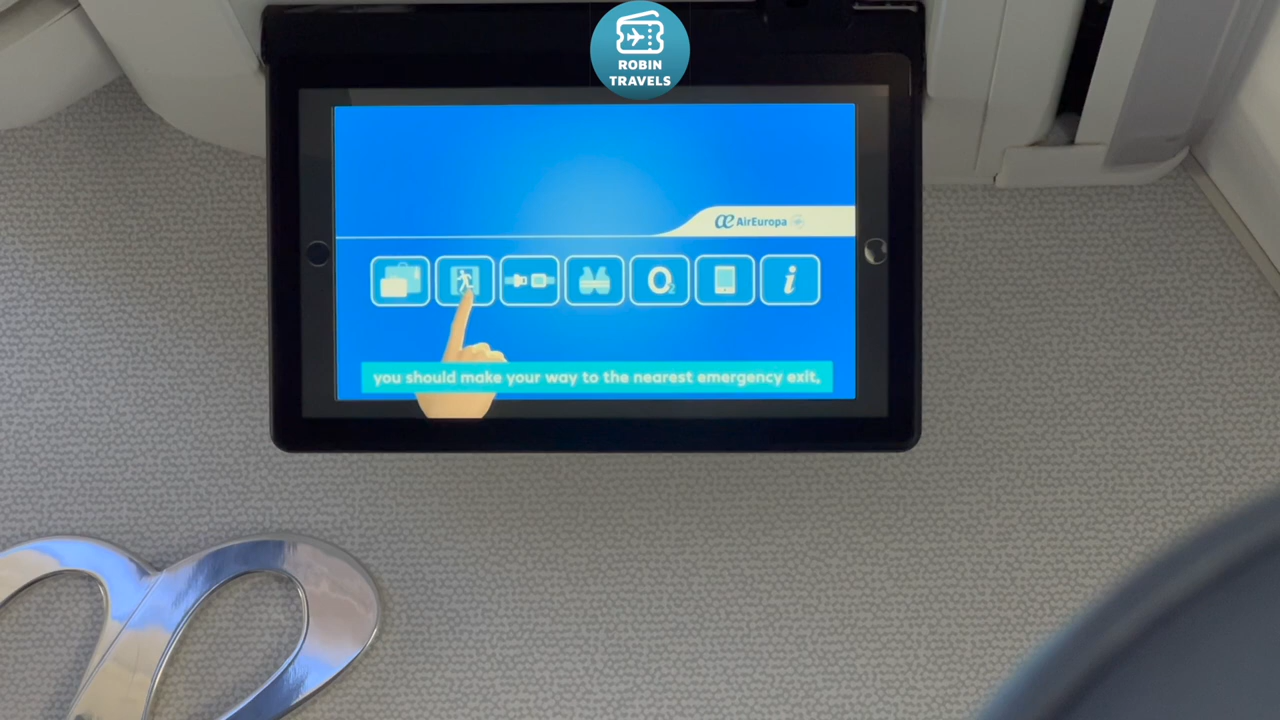 ROBIN
TRAVELS
æ AirEuropa
O₂
i
you should make your way to the nearest emergency exit,